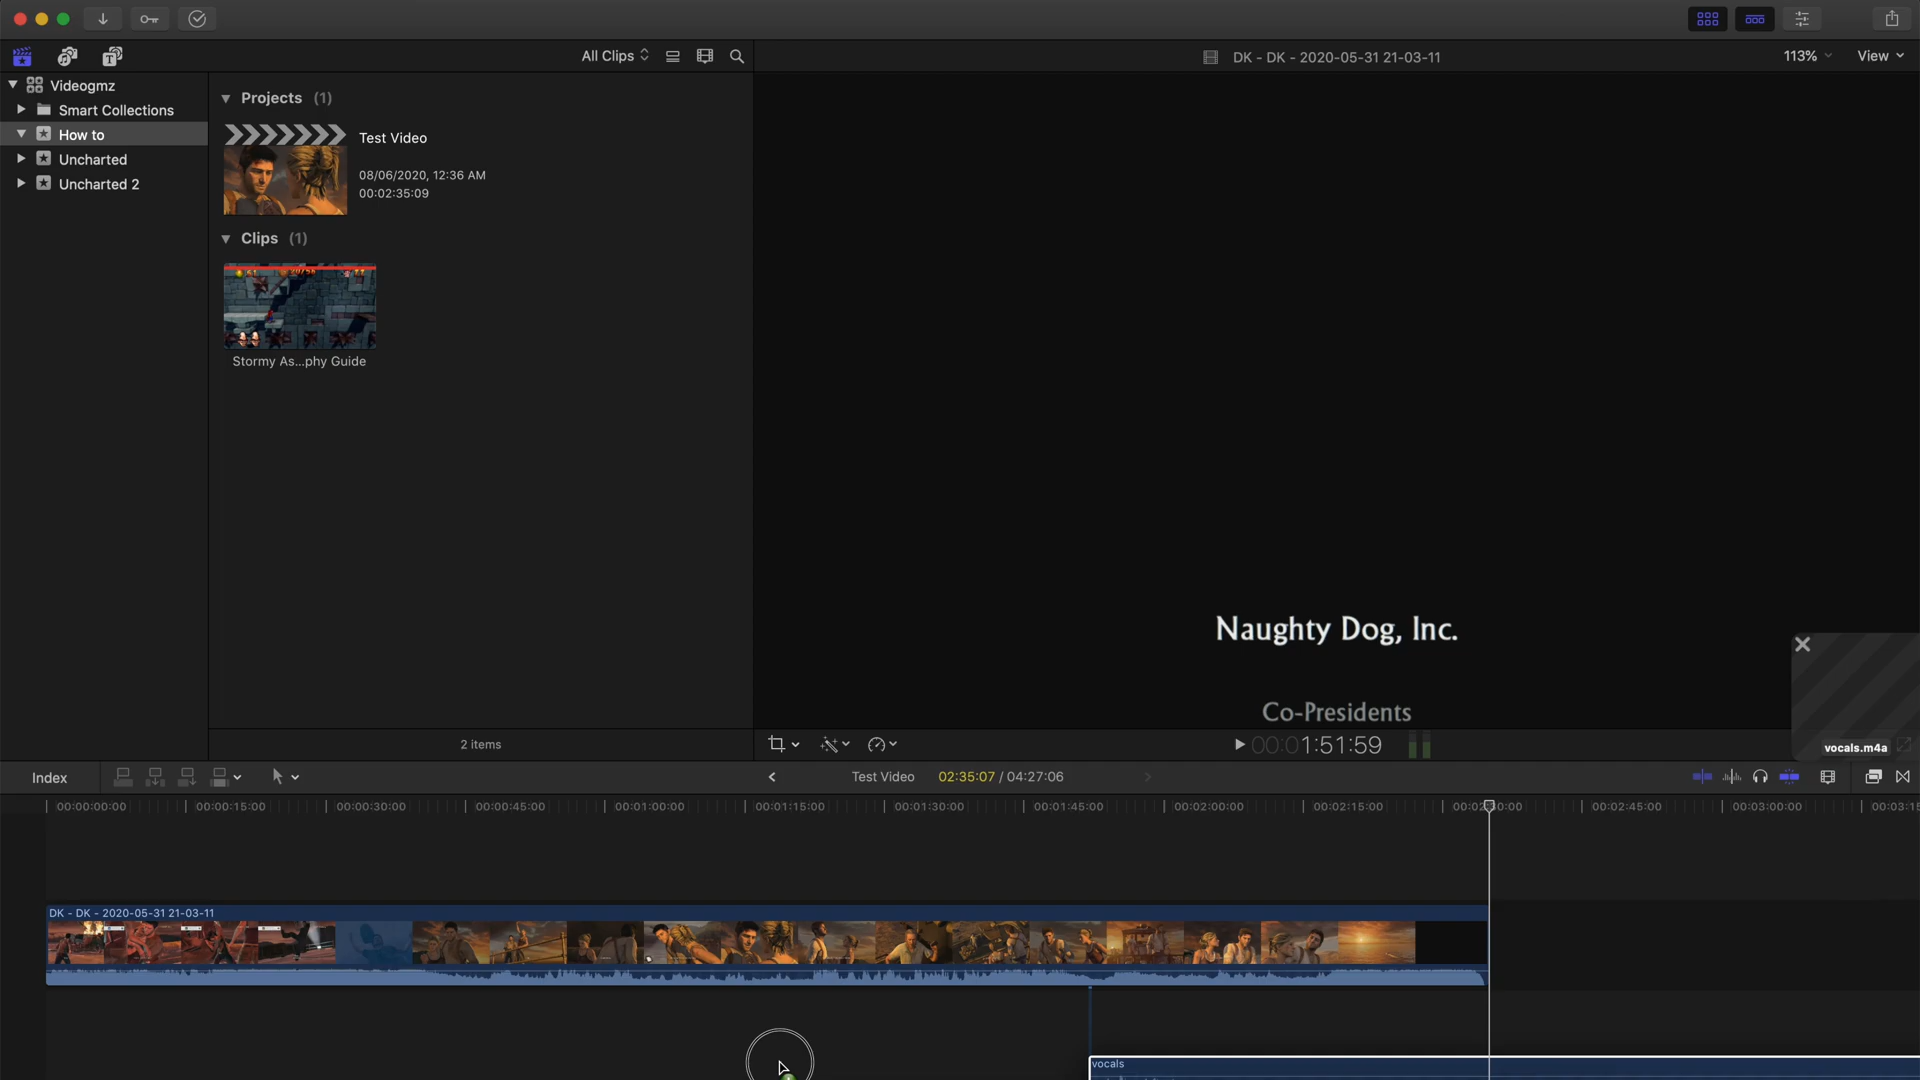 All Clips
DK - DK - 2020-05-31 21-03-11
113%
View
Videogmz
Smart Collections
How to
Uncharted
Uncharted 2
Projects (1)
Test Video
08/06/2020, 12:36 AM
00:02:35:09
Clips (1)
Stormy As...phy Guide
Naughty Dog, Inc.
Co-Presidents
vocals.m4a
2 items
00:01:51:59
Index
Test Video 02:35:07 / 04:27:06
00:00:00:00 00:00:15:00 00:00:30:00 00:00:45:00 00:01:00:00 00:01:15:00 00:01:30:00 00:01:45:00 00:02:00:00 00:02:15:00 00:02:30:00 00:02:45:00 00:03:00:00 00:03:15
DK - DK - 2020-05-31 21-03-11
vocals